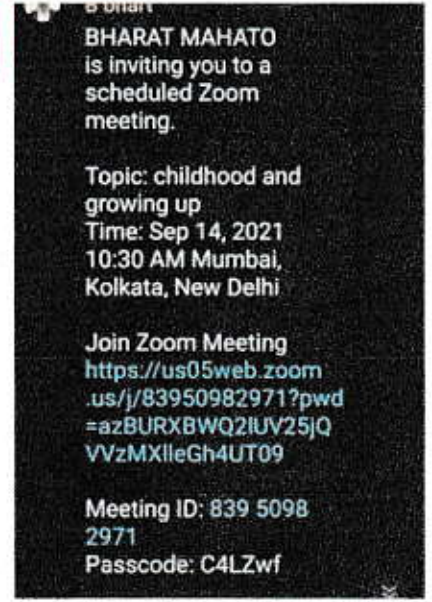 BHARAT MAHATO
is inviting you to a
scheduled Zoom
meeting.
Topic: childhood and
growing up
Time: Sep 14, 2021
10:30 AM Mumbai,
Kolkata, New Delhi
Join Zoom Meeting
https://us05web.zoom
.us/j/83950982971?pwd
=azBURXBWQ2lUV25jQ
VVzMXlleGh4UT09
Meeting ID: 839 5098
2971
Passcode: C4LZwf